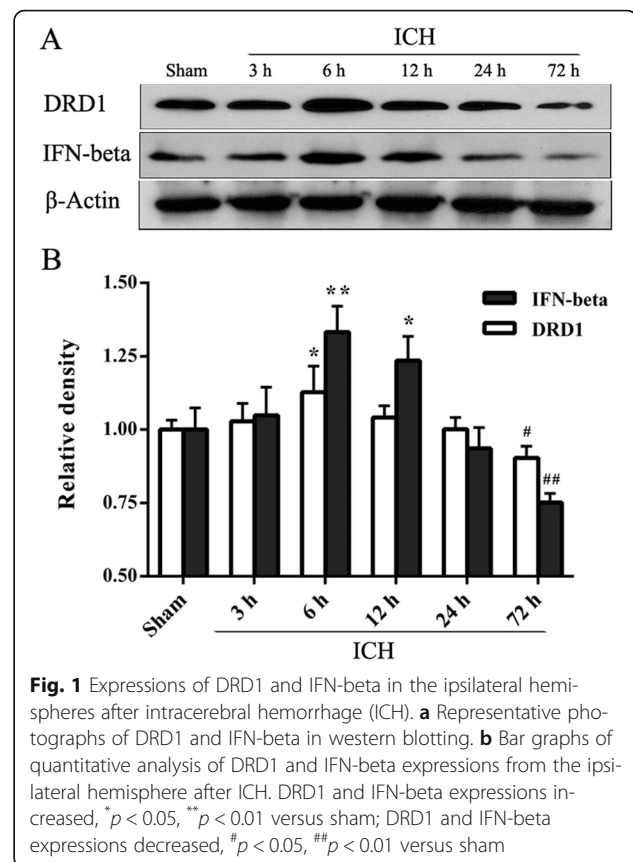 A
ICH
Sham 3 h 6 h 12 h 24 h 72 h
DRD1
IFN-beta
β-Actin
B
1.50
1.25
1.00
0.75
0.50
Relative density
* ** * # ##
IFN-beta
DRD1
Sham 3 h 6 h 12 h 24 h 72 h
ICH
Fig. 1 Expressions of DRD1 and IFN-beta in the ipsilateral hemi-
spheres after intracerebral hemorrhage (ICH). a Representative pho-
tographs of DRD1 and IFN-beta in western blotting. b Bar graphs of
quantitative analysis of DRD1 and IFN-beta expressions from the ipsi-
lateral hemisphere after ICH. DRD1 and IFN-beta expressions in-
creased, *p < 0.05, **p < 0.01 versus sham; DRD1 and IFN-beta
expressions decreased, #p < 0.05, ##p < 0.01 versus sham